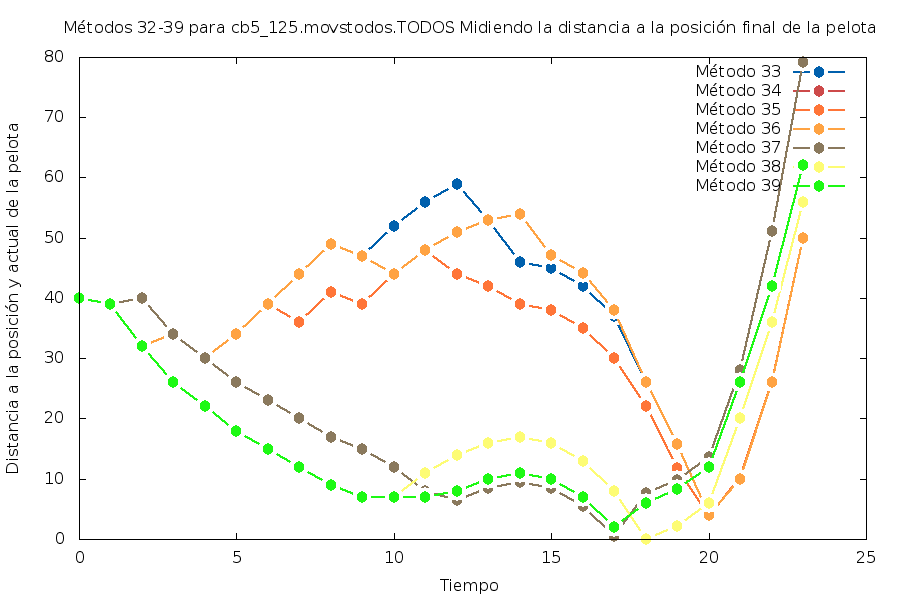 Métodos 32-39 para cb5_125.movstodos.TODOS Midiendo la distancia a la posición final de la pelota
80
70
60
50
40
30
20
10
0
Distancia a la posición y actual de la pelota
Método 33
Método 34
Método 35
Método 36
Método 37
Método 38
Método 39
0 5 10 15 20 25
Tiempo